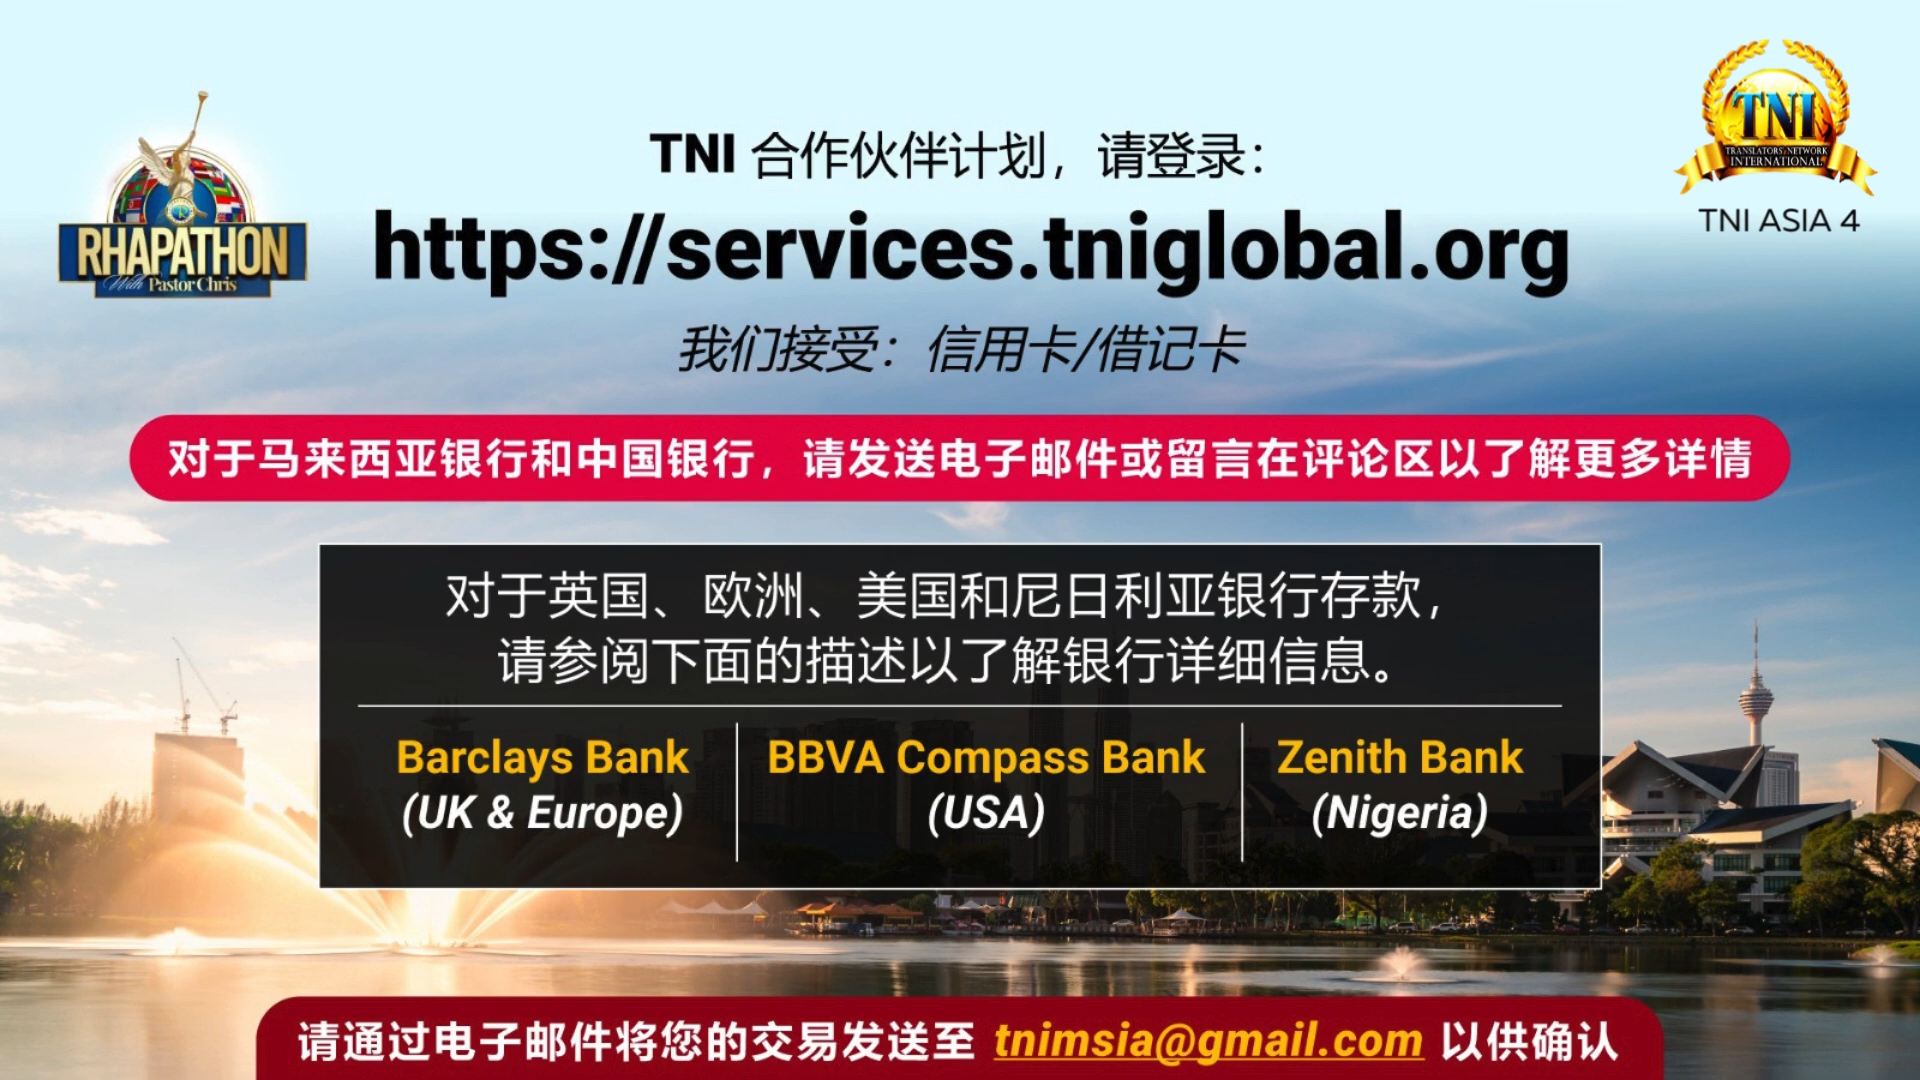 TNI 合作伙伴计划，请登录：
https://services.tniglobal.org
我们接受：信用卡/借记卡
RHAPATHON
With Pastor Chris
TNI
TRANSLATORS' NETWORK
INTERNATIONAL
TNI ASIA 4
对于马来西亚银行和中国银行，请发送电子邮件或留言在评论区以了解更多详情
对于英国、欧洲、美国和尼日利亚银行存款，
请参阅下面的描述以了解银行详细信息。
Barclays Bank
(UK & Europe)
BBVA Compass Bank
(USA)
Zenith Bank
(Nigeria)
请通过电子邮件将您的交易发送至 tnimsia@gmail.com 以供确认